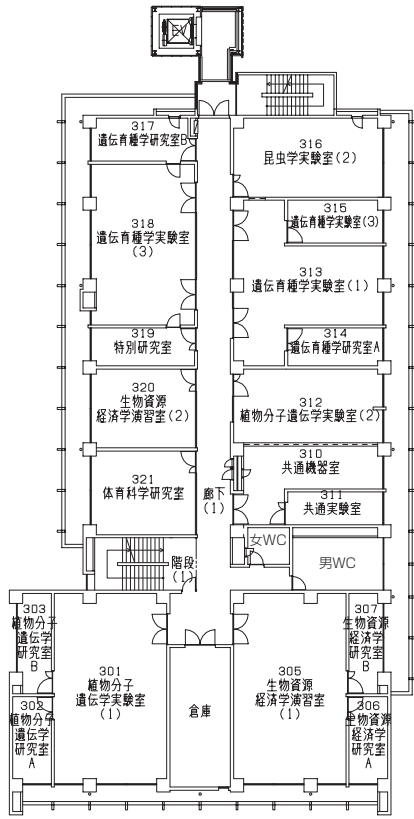 EV
317
遺伝育種学研究室B
316
昆虫学実験室(2)
318
遺伝育種学実験室
(3)
315
遺伝育種学実験室(3)
313
遺伝育種学実験室(1)
319
特別研究室
314
遺伝育種学研究室A
320
生物資源
経済学演習室(2)
312
植物分子遺伝学実験室(2)
310
共通機器室
321
体育科学研究室
廊下
(1)
311
共通実験室
女WC
男WC
階段
(1)
303
植物分子
遺伝学
研究室
B
301
植物分子
遺伝学実験室
(1)
302
植物分子
遺伝学
研究室
A
倉庫
305
生物資源
経済学演習室
(1)
307
生物資源
経済学
研究室
B
306
生物資源
経済学
研究室
A